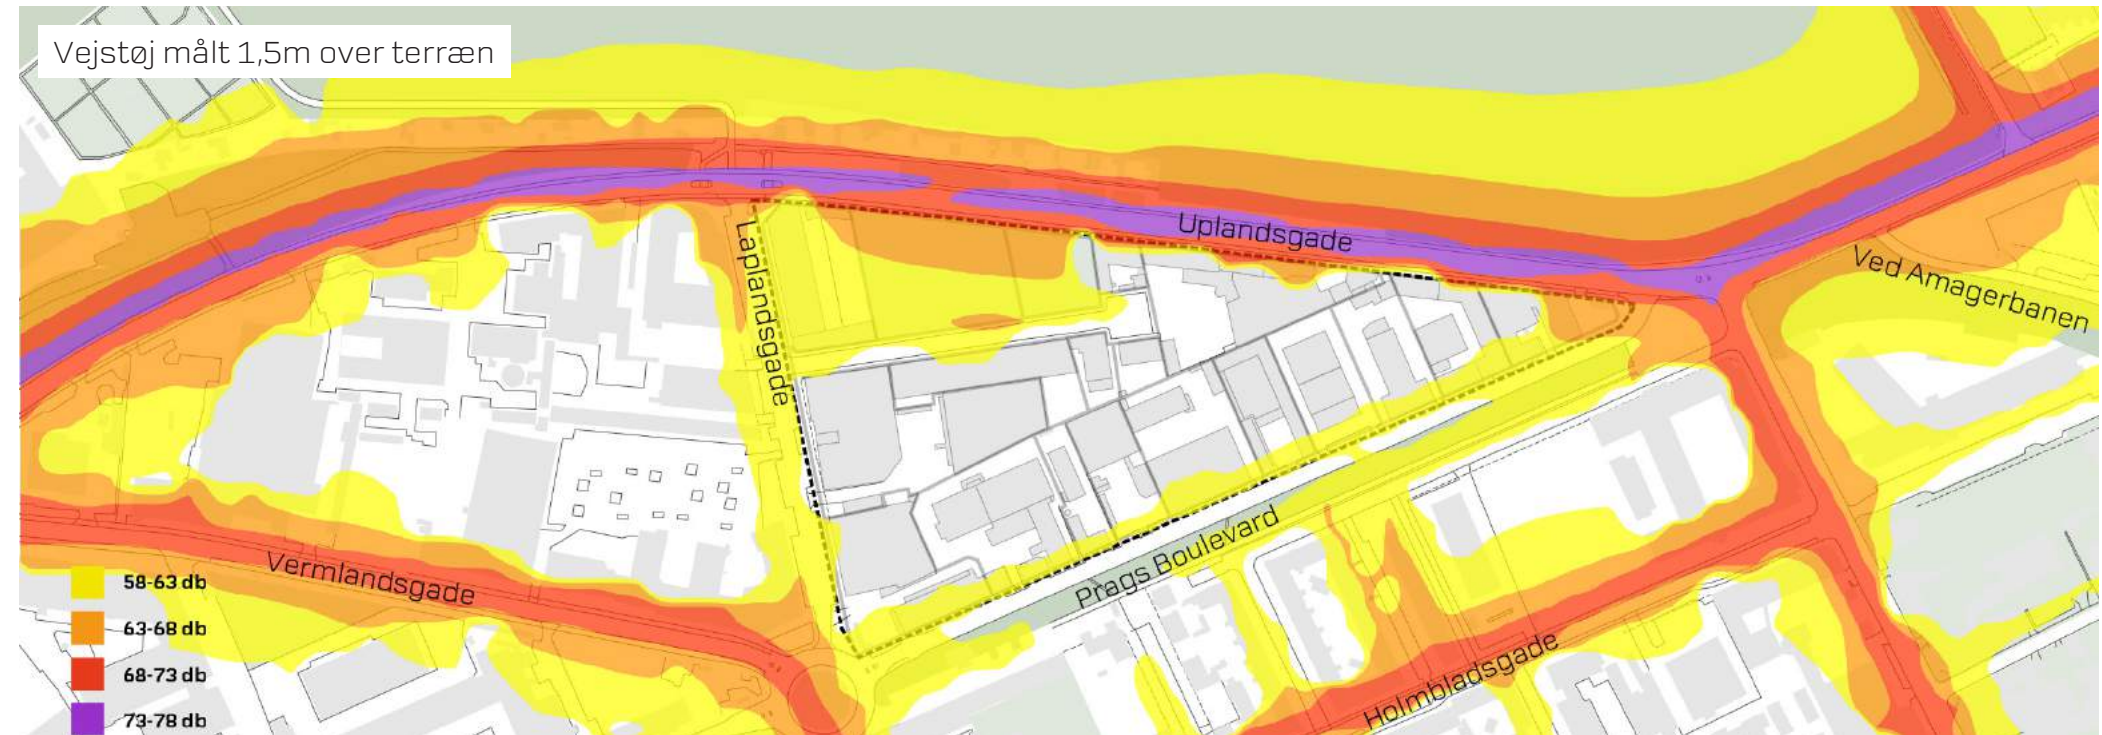 Vejstøj målt 1,5m over terræn
Uplandsgade
Laplandsgade
Ved Amagerbanen
Vermlandsgade
Prags Boulevard
Holmbladsgade
58-63 db
63-68 db
68-73 db
73-78 db